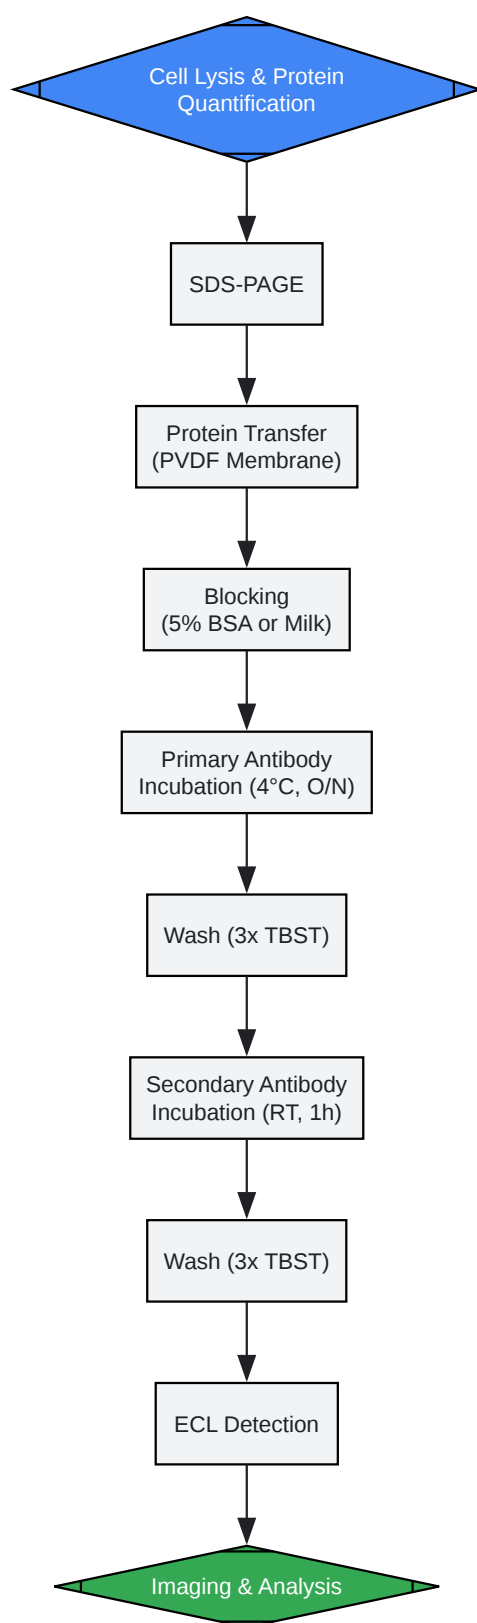 Cell Lysis & Protein
Quantification
SDS-PAGE
Protein Transfer
(PVDF Membrane)
Blocking
(5% BSA or Milk)
Primary Antibody
Incubation (4°C, O/N)
Wash (3x TBST)
Secondary Antibody
Incubation (RT, 1h)
Wash (3x TBST)
ECL Detection
Imaging & Analysis